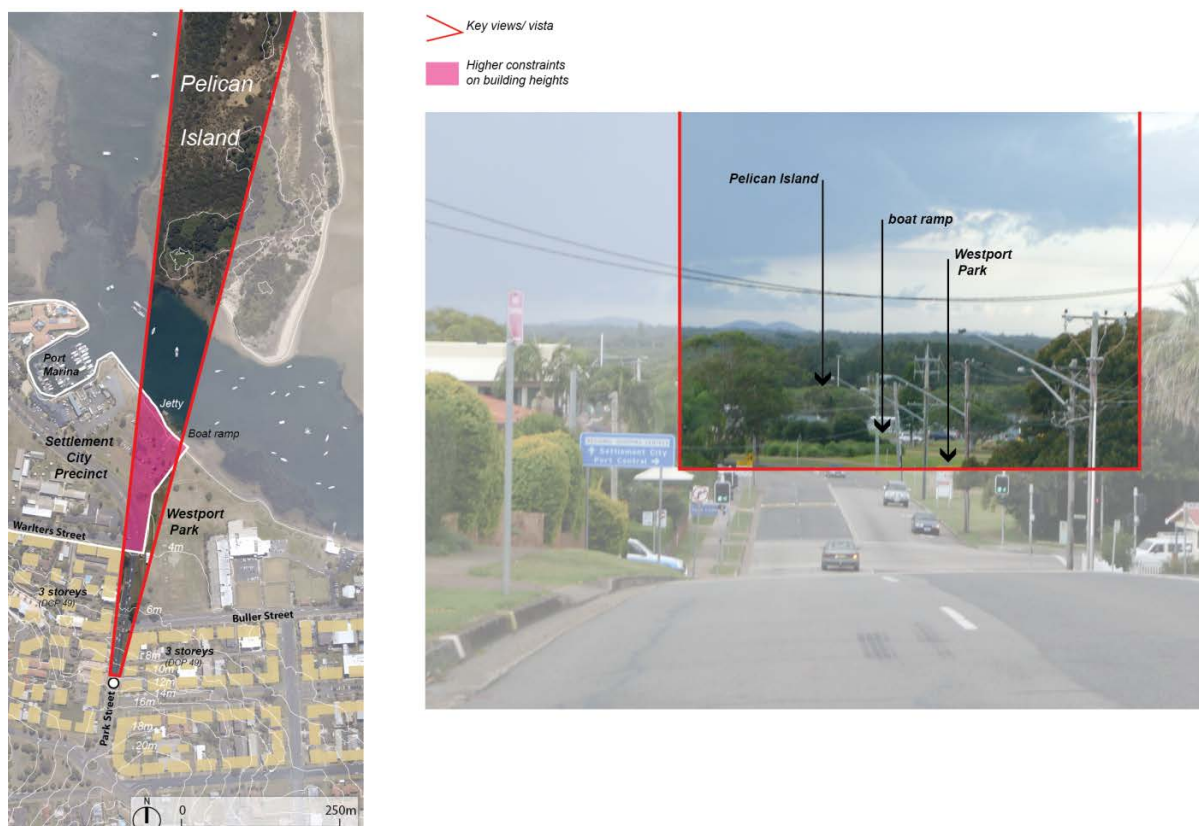 Pelican
Island
Port
Marina
Jetty
Settlement
City
Precinct
Boat ramp
Westport
Park
Warlters Street
4m
3 storeys
(DCP 49)
6m
Buller Street
8m
3 storeys
(DCP 49)
10m
12m
14m
16m
Park Street
18m
20m
N
0
250m
Key views/ vista
Higher constraints
on building heights
Pelican Island
boat ramp
Westport
Park
Settlement City
Port Central